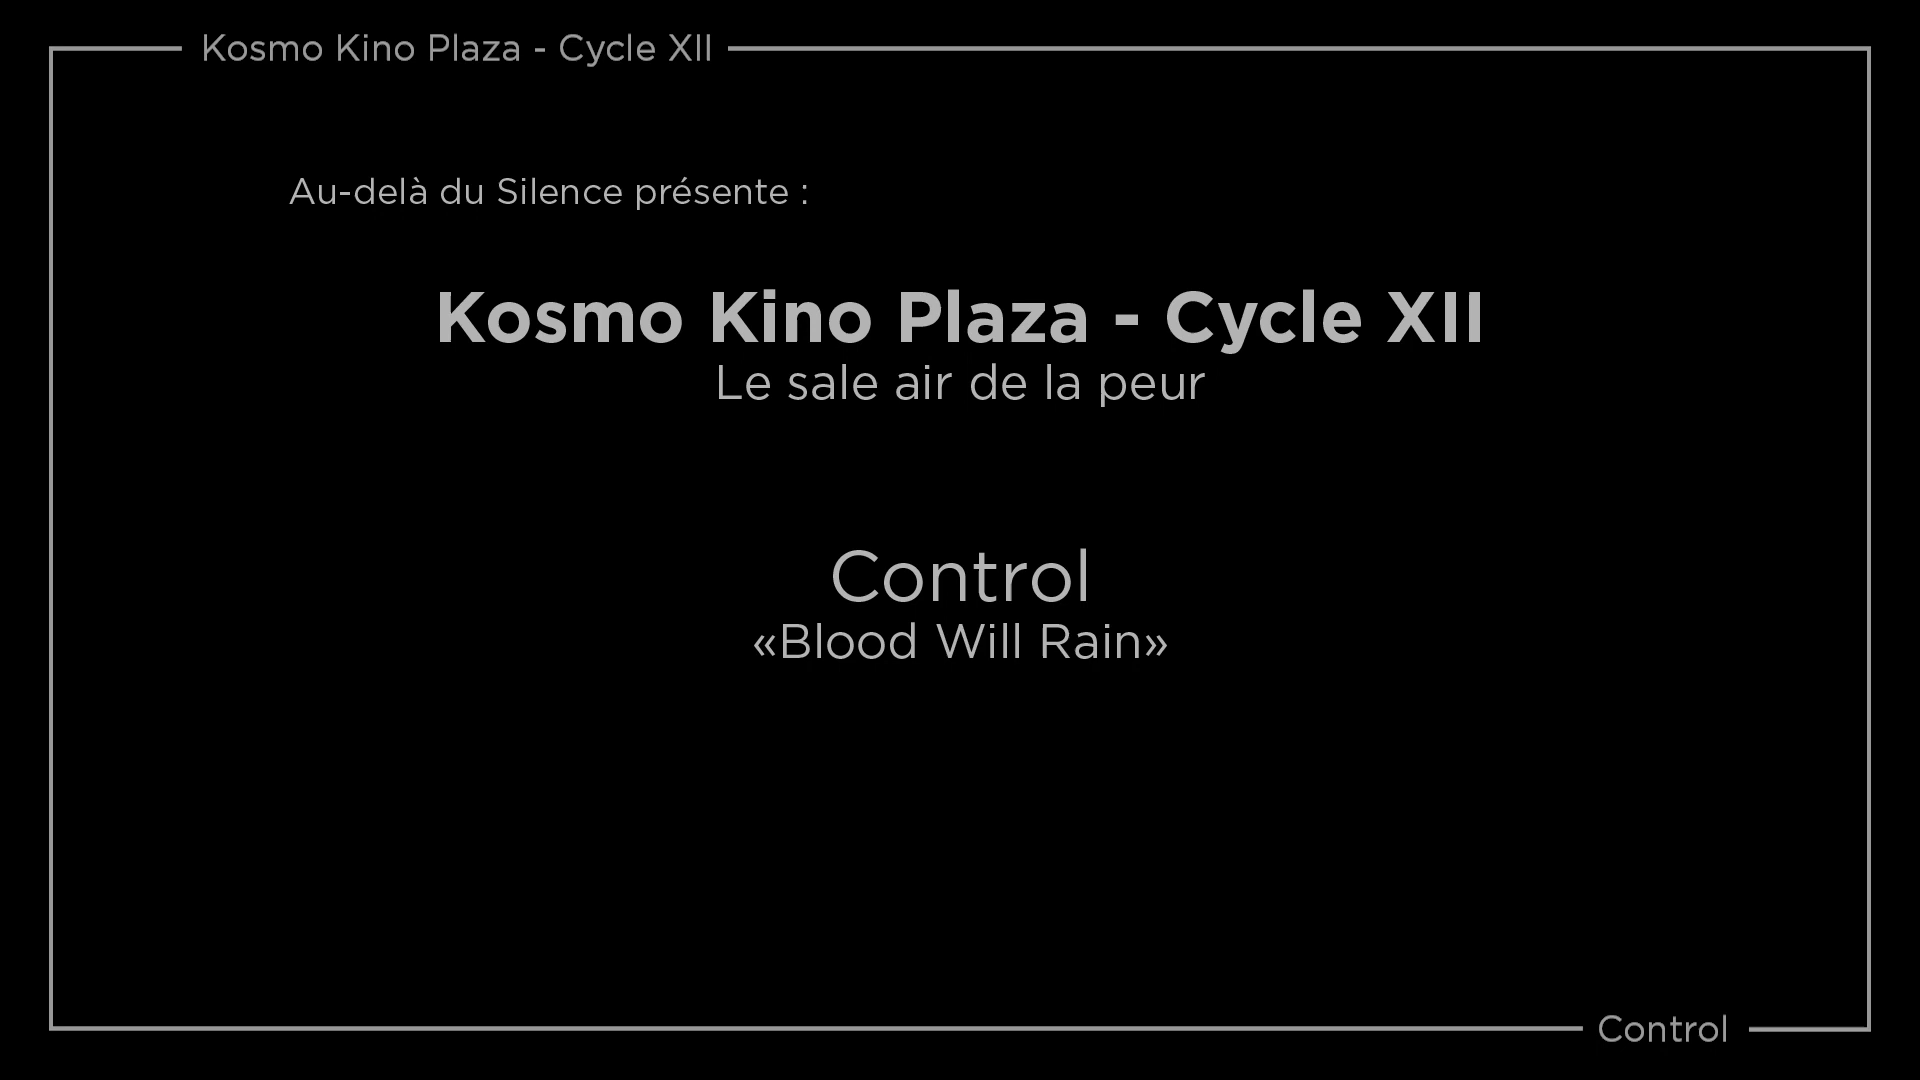 Kosmo Kino Plaza - Cycle XII
Au-delà du Silence présente :
Kosmo Kino Plaza - Cycle XII
Le sale air de la peur
Control
«Blood Will Rain»
Control